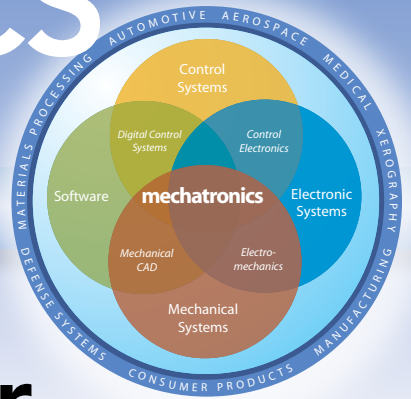 cs
MATERIALS PROCESSING AUTOMOTIVE AEROSPACE MEDICAL XEROGRAPHY
Control
Systems
Digital Control
Systems
Control
Electronics
Software
mechatronics
Electronic
Systems
Mechanical
CAD
Electro-
mechanics
Mechanical
Systems
DEFENSE SYSTEMS CONSUMER PRODUCTS MANUFACTURING
r